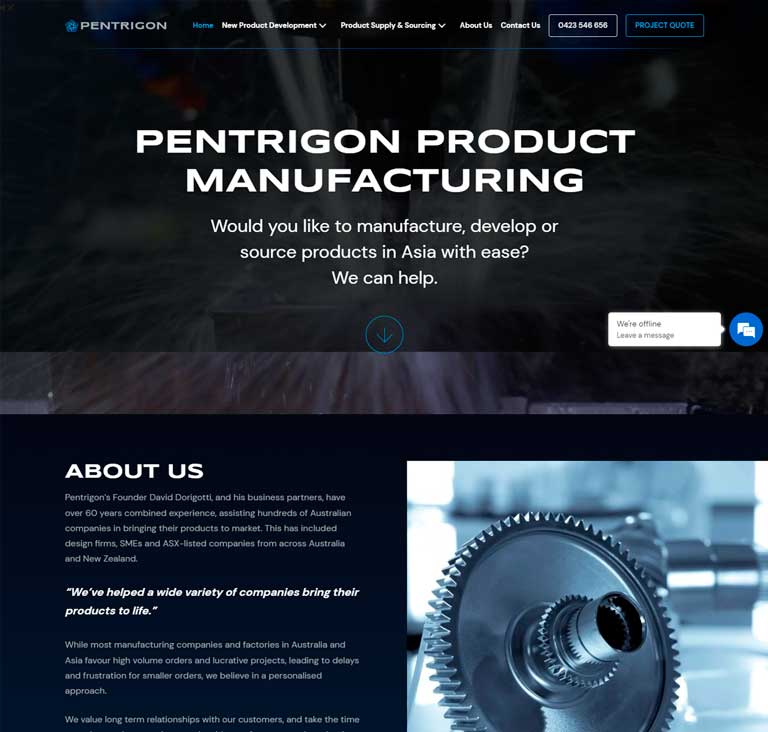 PENTRIGON
Home
New Product Development
Product Supply & Sourcing
About Us
Contact Us
0423 546 656
PROJECT QUOTE
PENTRIGON PRODUCT
MANUFACTURING
Would you like to manufacture, develop or
source products in Asia with ease?
We can help.
We're offline
Leave a message
ABOUT US
Pentrigon's Founder David Dorigotti, and his business partners, have
over 60 years combined experience, assisting hundreds of Australian
companies in bringing their products to market. This has included
design firms, SMEs and ASX-listed companies from across Australia
and New Zealand.
"We've helped a wide variety of companies bring their
products to life."
While most manufacturing companies and factories in Australia and
Asia favour high volume orders and lucrative projects, leading to delays
and frustration for smaller orders, we believe in a personalised
approach.
We value long term relationships with our customers, and take the time